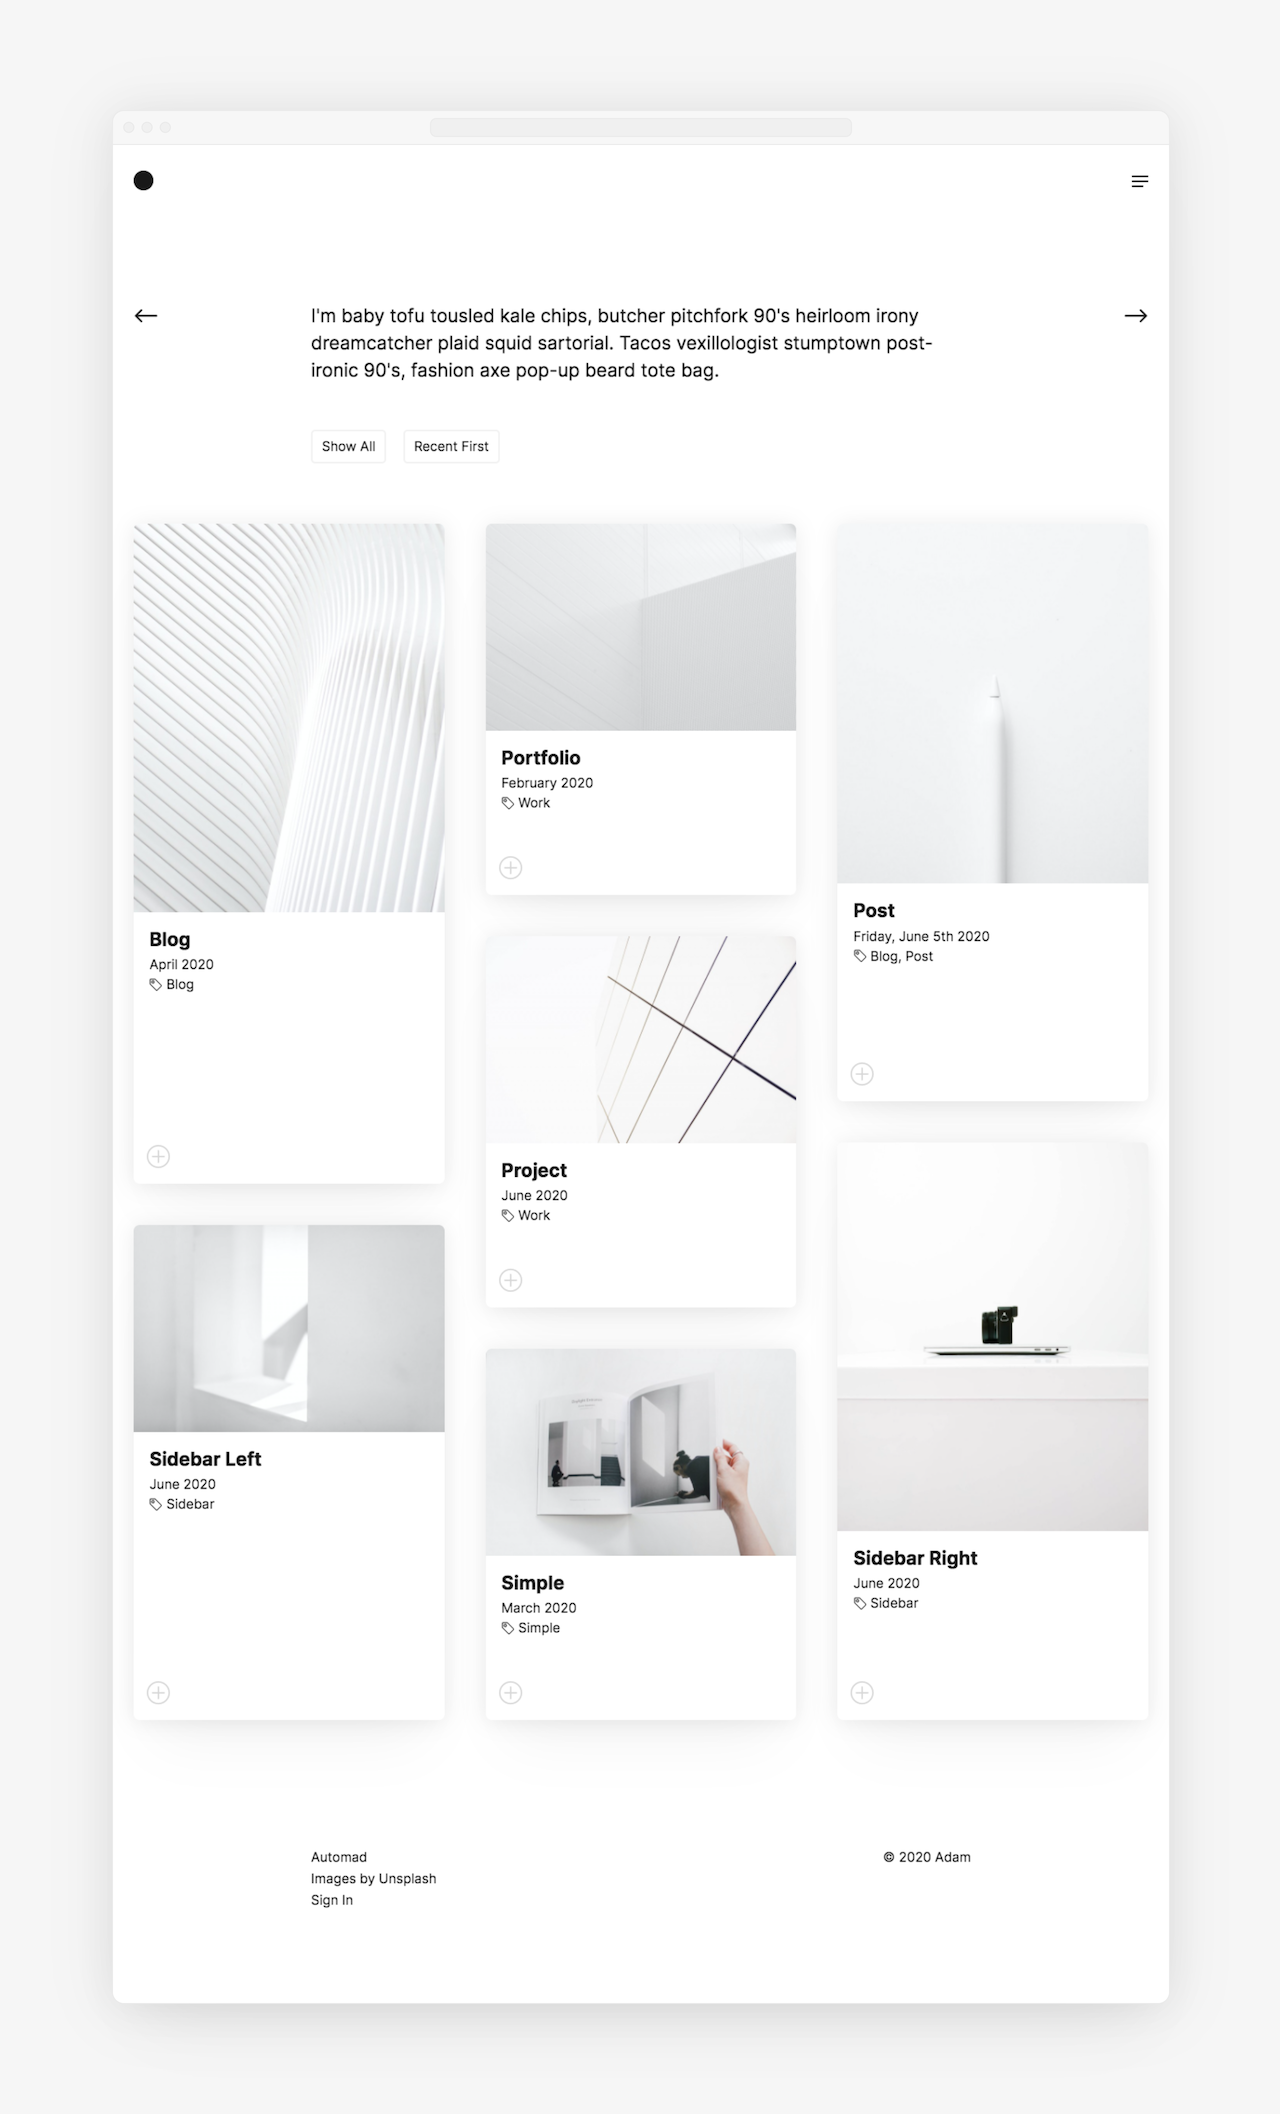 I'm baby tofu tousled kale chips, butcher pitchfork 90's heirloom irony
dreamcatcher plaid squid sartorial. Tacos vexillologist stumptown post-
ironic 90's, fashion axe pop-up beard tote bag.
Show All
Recent First
Blog
April 2020
Blog
Portfolio
February 2020
Work
Post
Friday, June 5th 2020
Blog, Post
Project
June 2020
Work
Sidebar Left
June 2020
Sidebar
Simple
March 2020
Simple
Sidebar Right
June 2020
Sidebar
Automad
Images by Unsplash
Sign In
© 2020 Adam